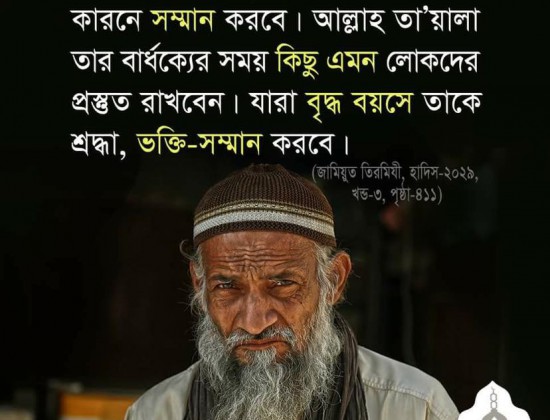 কারনে সম্মান করবে। আল্লাহ তা’য়ালা
তার বার্ধক্যের সময় কিছু এমন লোকদের
প্রস্তুত রাখবেন। যারা বৃদ্ধ বয়সে তাকে
শ্রদ্ধা, ভক্তি-সম্মান করবে।
(জামিয়ুত তিরমিযী, হাদিস-২০২৯,
খন্ড-৩, পৃষ্ঠা-৪১১)